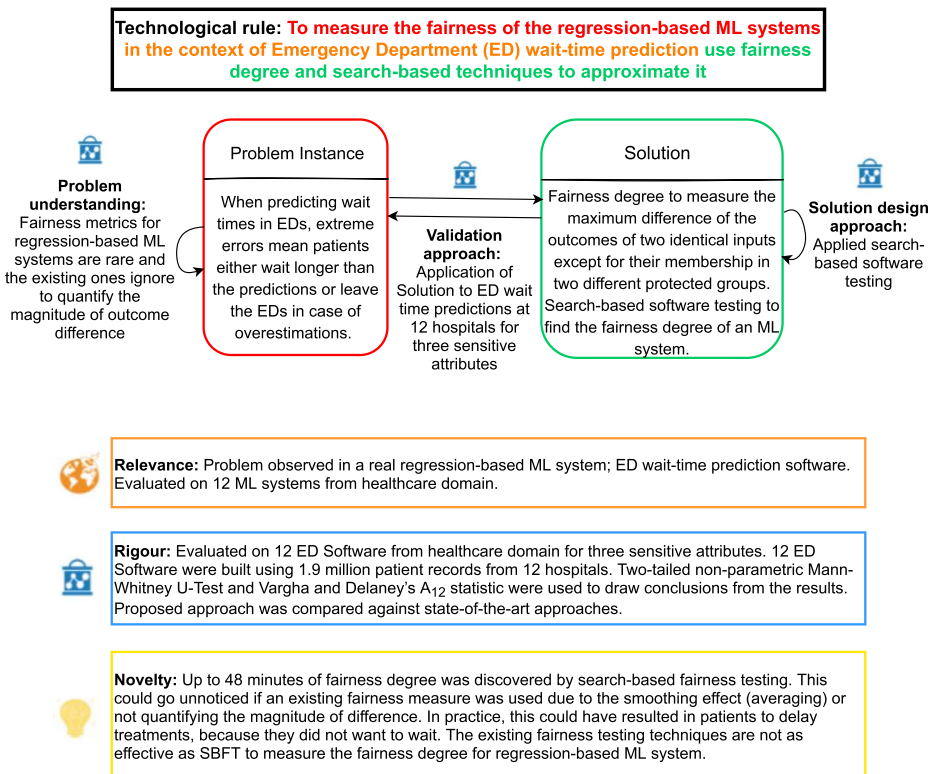 Technological rule: To measure the fairness of the regression-based ML systems
in the context of Emergency Department (ED) wait-time prediction use fairness
degree and search-based techniques to approximate it
Problem
understanding:
Fairness metrics for
regression-based ML
systems are rare and
the existing ones ignore
to quantify the
magnitude of outcome
difference
Problem Instance
When predicting wait
times in EDs, extreme
errors mean patients
either wait longer than
the predictions or leave
the EDs in case of
overestimations.
Validation
approach:
Application of
Solution to ED wait
time predictions at
12 hospitals for
three sensitive
attributes
Solution
Fairness degree to measure the
maximum difference of the
outcomes of two identical inputs
except for their membership in
two different protected groups.
Search-based software testing to
find the fairness degree of an ML
system.
Solution design
approach:
Applied search-
based software
testing
Relevance: Problem observed in a real regression-based ML system; ED wait-time prediction software.
Evaluated on 12 ML systems from healthcare domain.
Rigour: Evaluated on 12 ED Software from healthcare domain for three sensitive attributes. 12 ED
Software were built using 1.9 million patient records from 12 hospitals. Two-tailed non-parametric Mann-
Whitney U-Test and Vargha and Delaney's A12 statistic were used to draw conclusions from the results.
Proposed approach was compared against state-of-the-art approaches.
Novelty: Up to 48 minutes of fairness degree was discovered by search-based fairness testing. This
could go unnoticed if an existing fairness measure was used due to the smoothing effect (averaging) or
not quantifying the magnitude of difference. In practice, this could have resulted in patients to delay
treatments, because they did not want to wait. The existing fairness testing techniques are not as
effective as SBFT to measure the fairness degree for regression-based ML system.